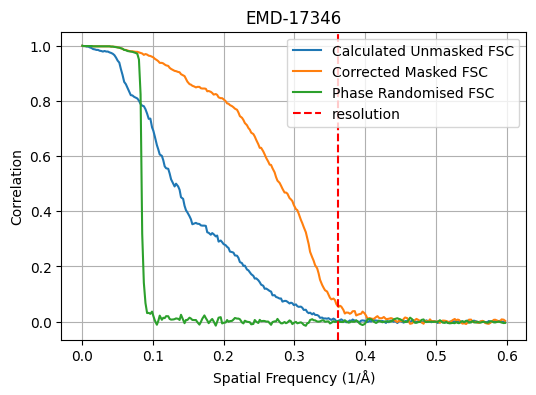 EMD-17346
Calculated Unmasked FSC
Corrected Masked FSC
Phase Randomised FSC
resolution
Correlation
1.0
0.8
0.6
0.4
0.2
0.0
0.0 0.1 0.2 0.3 0.4 0.5 0.6
Spatial Frequency (1/Å)